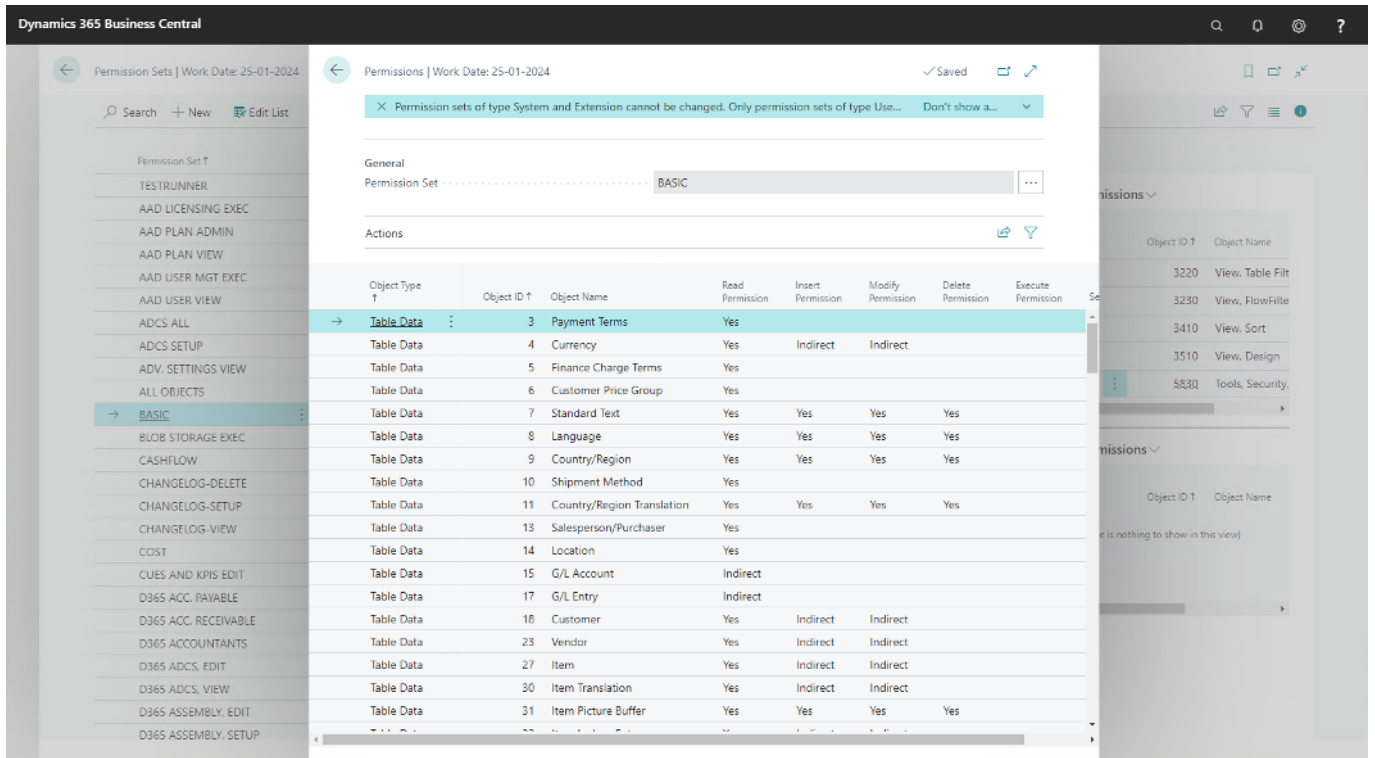 Dynamics 365 Business Central
?
Permission Sets | Work Date: 25-01-2024
Search
New
Edit List
Permission Set
TESTRUNNER
AAD LICENSING EXEC
AAD PLAN ADMIN
AAD PLAN VIEW
AAD USER MGT EXEC
AAD USER VIEW
ADCS ALL
ADCS SETUP
ADV. SETTINGS VIEW
ALL OBJECTS
BASIC
BLOB STORAGE EXEC
CASHFLOW
CHANGELOG-DELETE
CHANGELOG-SETUP
CHANGELOG-VIEW
COST
CUES AND KPIS EDIT
D365 ACC. PAYABLE
D365 ACC. RECEIVABLE
D365 ACCOUNTANTS
D365 ADCS, EDIT
D365 ADCS, VIEW
D365 ASSEMBLY, EDIT
D365 ASSEMBLY, SETUP
Permissions | Work Date: 25-01-2024
Saved
Permission sets of type System and Extension cannot be changed. Only permission sets of type Use... Don't show a...
General
Permission Set BASIC ...
Actions
Object Type Object ID Object Name Read Permission Insert Permission Modify Permission Delete Permission Execute Permission Se
Table Data 3 Payment Terms Yes
Table Data 4 Currency Yes Indirect Indirect
Table Data 5 Finance Charge Terms Yes
Table Data 6 Customer Price Group Yes
Table Data 7 Standard Text Yes Yes Yes Yes
Table Data 8 Language Yes Yes Yes Yes
Table Data 9 Country/Region Yes Yes Yes Yes
Table Data 10 Shipment Method Yes
Table Data 11 Country/Region Translation Yes Yes Yes Yes
Table Data 13 Salesperson/Purchaser Yes
Table Data 14 Location Yes
Table Data 15 G/L Account Indirect
Table Data 17 G/L Entry Indirect
Table Data 18 Customer Yes Indirect Indirect
Table Data 23 Vendor Yes Indirect Indirect
Table Data 27 Item Yes Indirect Indirect
Table Data 30 Item Translation Yes Indirect Indirect
Table Data 31 Item Picture Buffer Yes Yes Yes Yes
missions
Object ID Object Name
3220 View, Table Filt
3230 View, FlowFilte
3410 View, Sort
3510 View, Design
5830 Tools, Security,
missions
Object ID Object Name
e is nothing to show in this view)